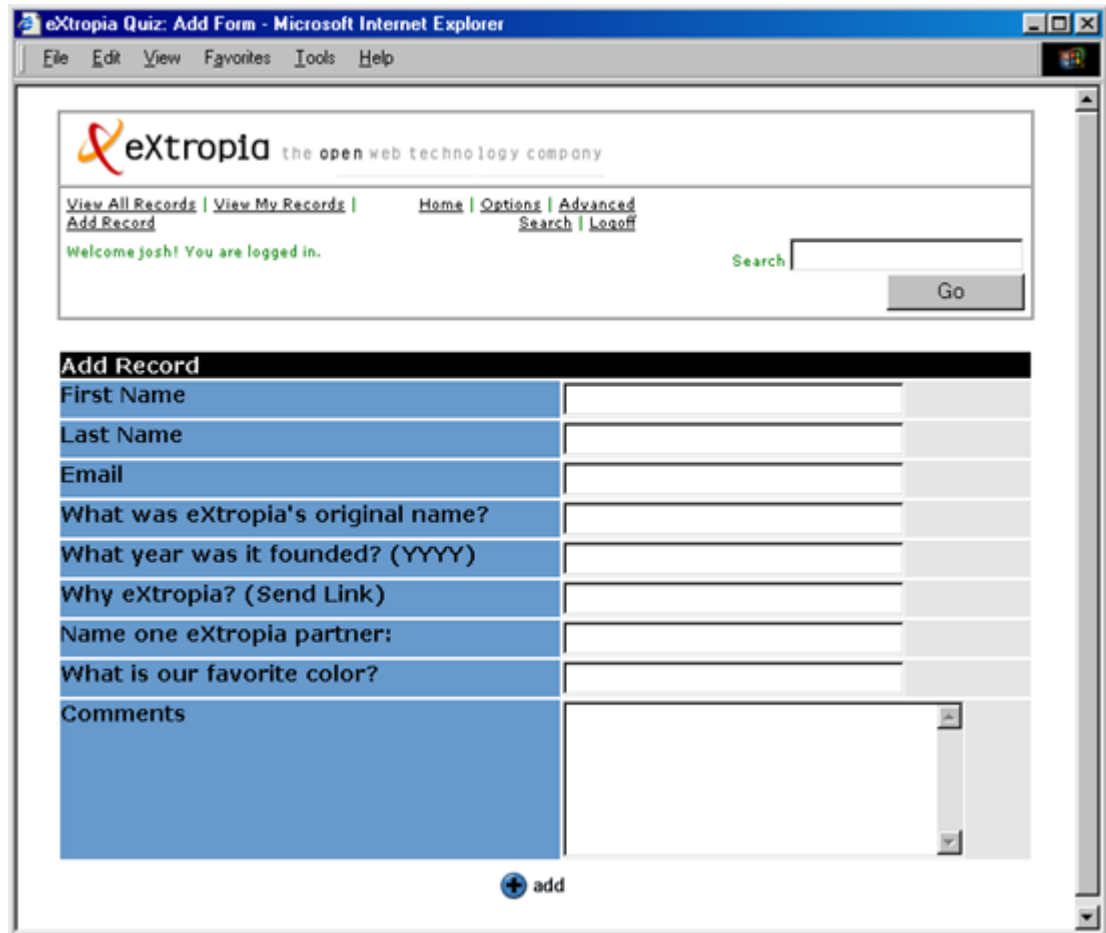 eXtropia Quiz: Add Form - Microsoft Internet Explorer
File Edit View Favorites Tools Help
eXtropia the open web technology company
View All Records | View My Records | Home | Options | Advanced
Add Record Search | Logoff
Welcome josh! You are logged in.
Search
Go
Add Record
First Name
Last Name
Email
What was eXtropia's original name?
What year was it founded? (YYYY)
Why eXtropia? (Send Link)
Name one eXtropia partner:
What is our favorite color?
Comments
add